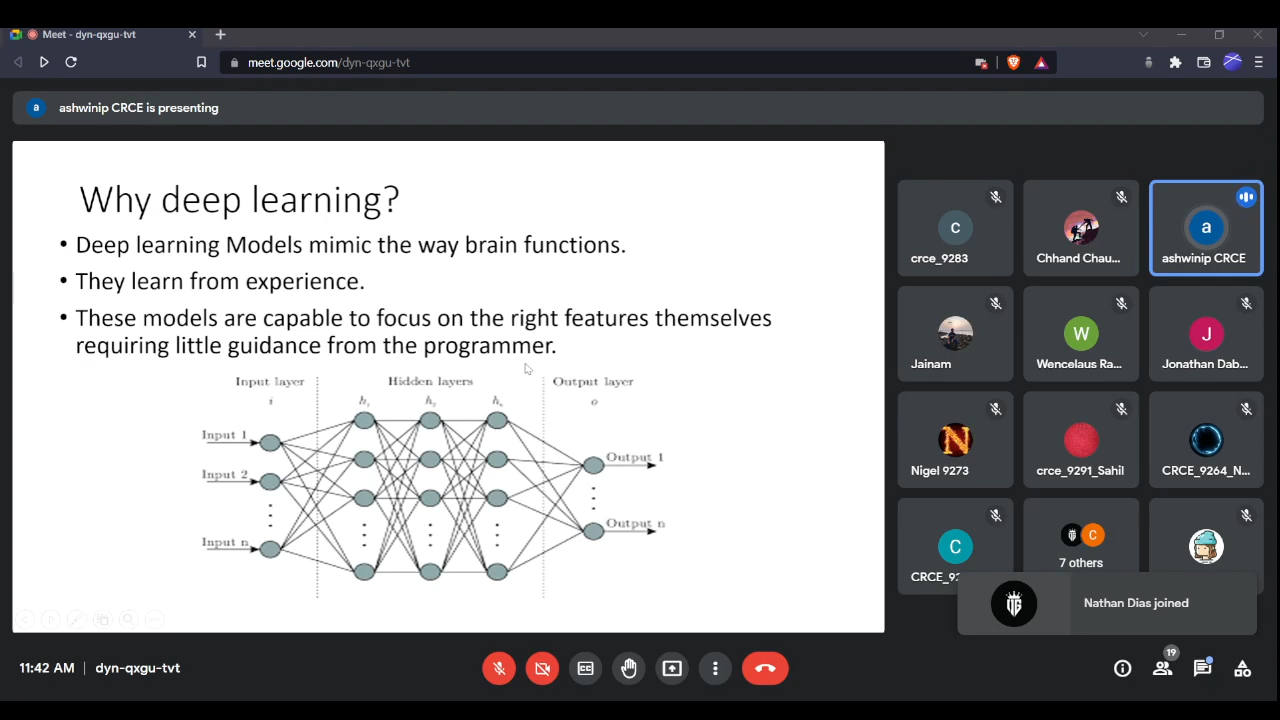 Meet - dyn-qxgu-tvt
meet.google.com/dyn-qxgu-tvt
a
ashwinip CRCE is presenting
Why deep learning?
• Deep learning Models mimic the way brain functions.
• They learn from experience.
• These models are capable to focus on the right features themselves
requiring little guidance from the programmer.
Input layer
Hidden layers
Output layer
i
o
Input 1
Input 2
Input n
Output 1
Output n
c
crce_9283
Chhand Chau...
a
ashwinip CRCE
Jainam
W
Wencelaus Ra...
J
Jonathan Dab...
N
Nigel 9273
crce_9291_Sahil
CRCE_9264_N...
C
C
7 others
Nathan Dias joined
11:42 AM
dyn-qxgu-tvt
19